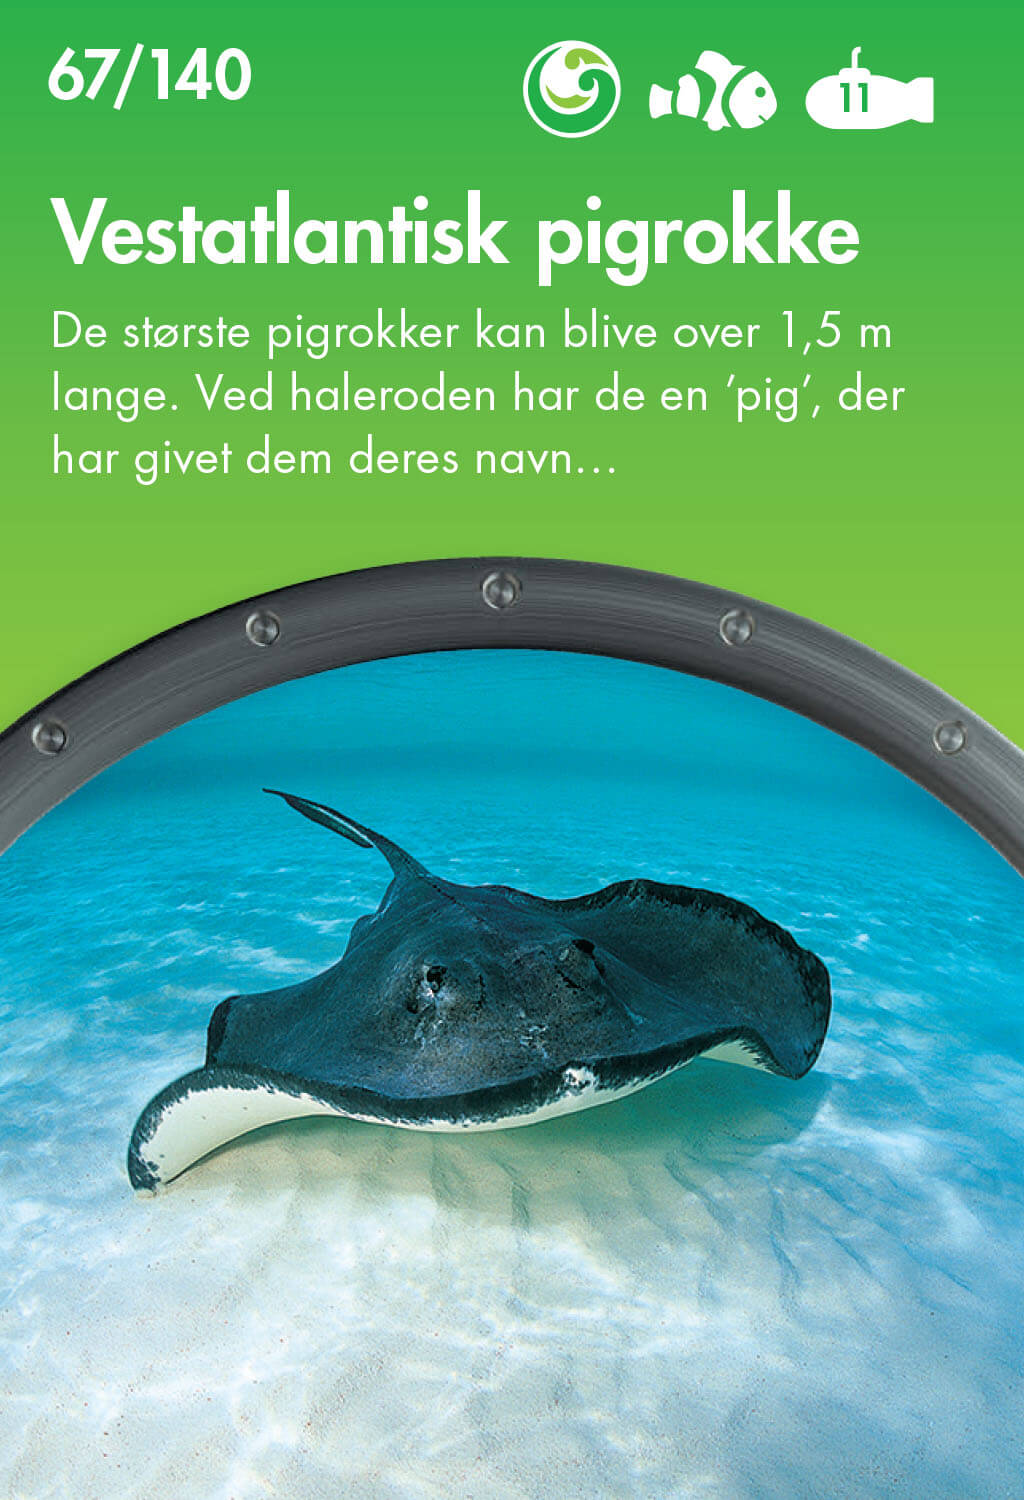 67/140
11
Vestatlantisk pigrokke
De største pigrokker kan blive over 1,5 m
lange. Ved haleroden har de en ’pig’, der
har givet dem deres navn...